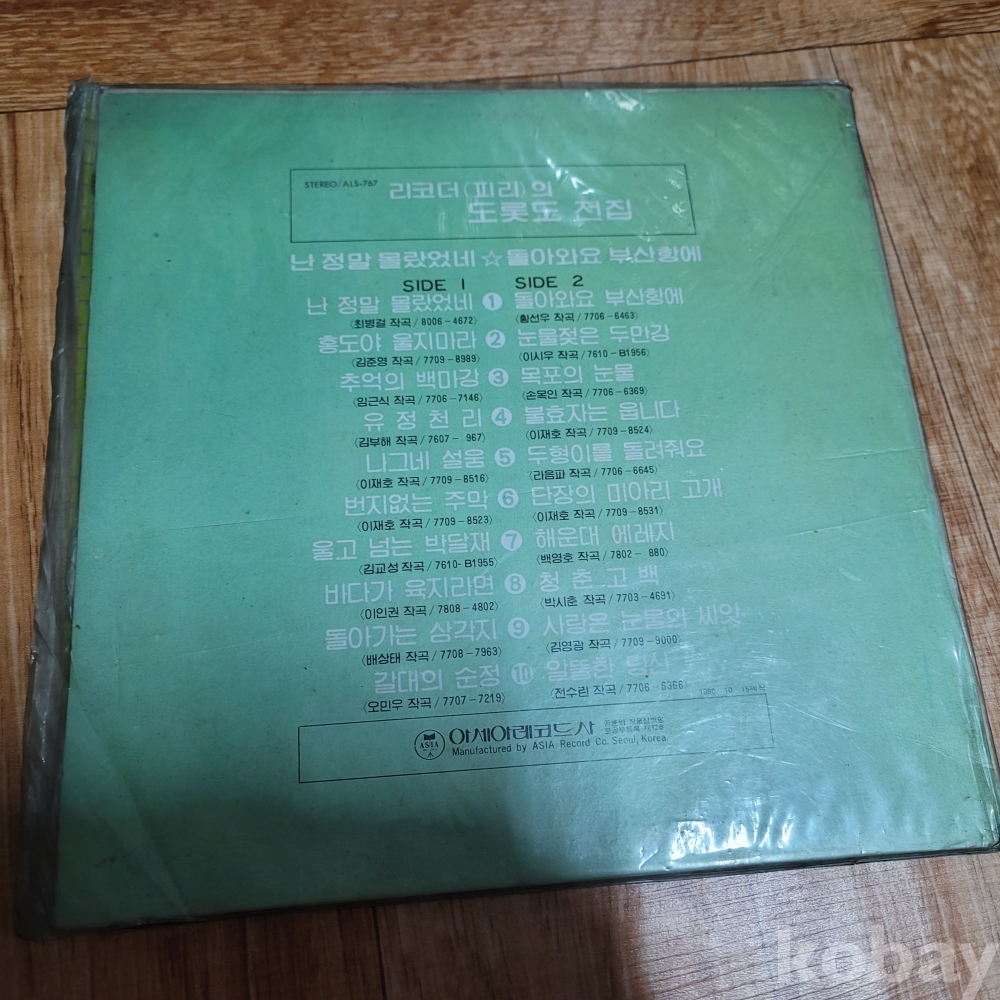 STEREO/ALS-767
리코더(피리)의
도롯도 전집
난 정말 몰랐었네 ☆ 돌아와요 부산항에
SIDE 1 SIDE 2
난 정말 몰랐었네 1 돌아와요 부산항에
(최병걸 작곡 / 8006-4672) (황선우 작곡 / 7706-6463)
홍도야 울지마라 2 눈물젖은 두만강
(김준영 작곡 / 7709-8989) (이시우 작곡 / 7610-B1956)
추억의 백마강 3 목포의 눈물
(임근식 작곡 / 7706-7146) (손목인 작곡 / 7706-6369)
유정천리 4 불효자는 웁니다
(김부해 작곡 / 7607-967) (이재호 작곡 / 7709-8524)
나그네 설움 5 두형이를 돌려줘요
(이재호 작곡 / 7709-8516) (라음파 작곡 / 7706-6645)
번지없는 주막 6 단장의 미아리 고개
(이재호 작곡 / 7709-8523) (이재호 작곡 / 7709-8531)
울고 넘는 박달재 7 해운대 에레지
(김교성 작곡 / 7610-B1955) (백영호 작곡 / 7802-880)
바다가 육지라면 8 청춘고백
(이인권 작곡 / 7808-4802) (박시춘 작곡 / 7703-4691)
돌아가는 삼각지 9 사랑은 눈물의 씨앗
(배상태 작곡 / 7708-7963) (김영광 작곡 / 7709-9000)
갈대의 순정 10 알뜰한 당신
(오민우 작곡 / 7707-7219) (전수린 작곡 / 7706-6366)
ASIA 아세아레코드사
Manufactured by ASIA Record Co. Seoul, Korea
kobay